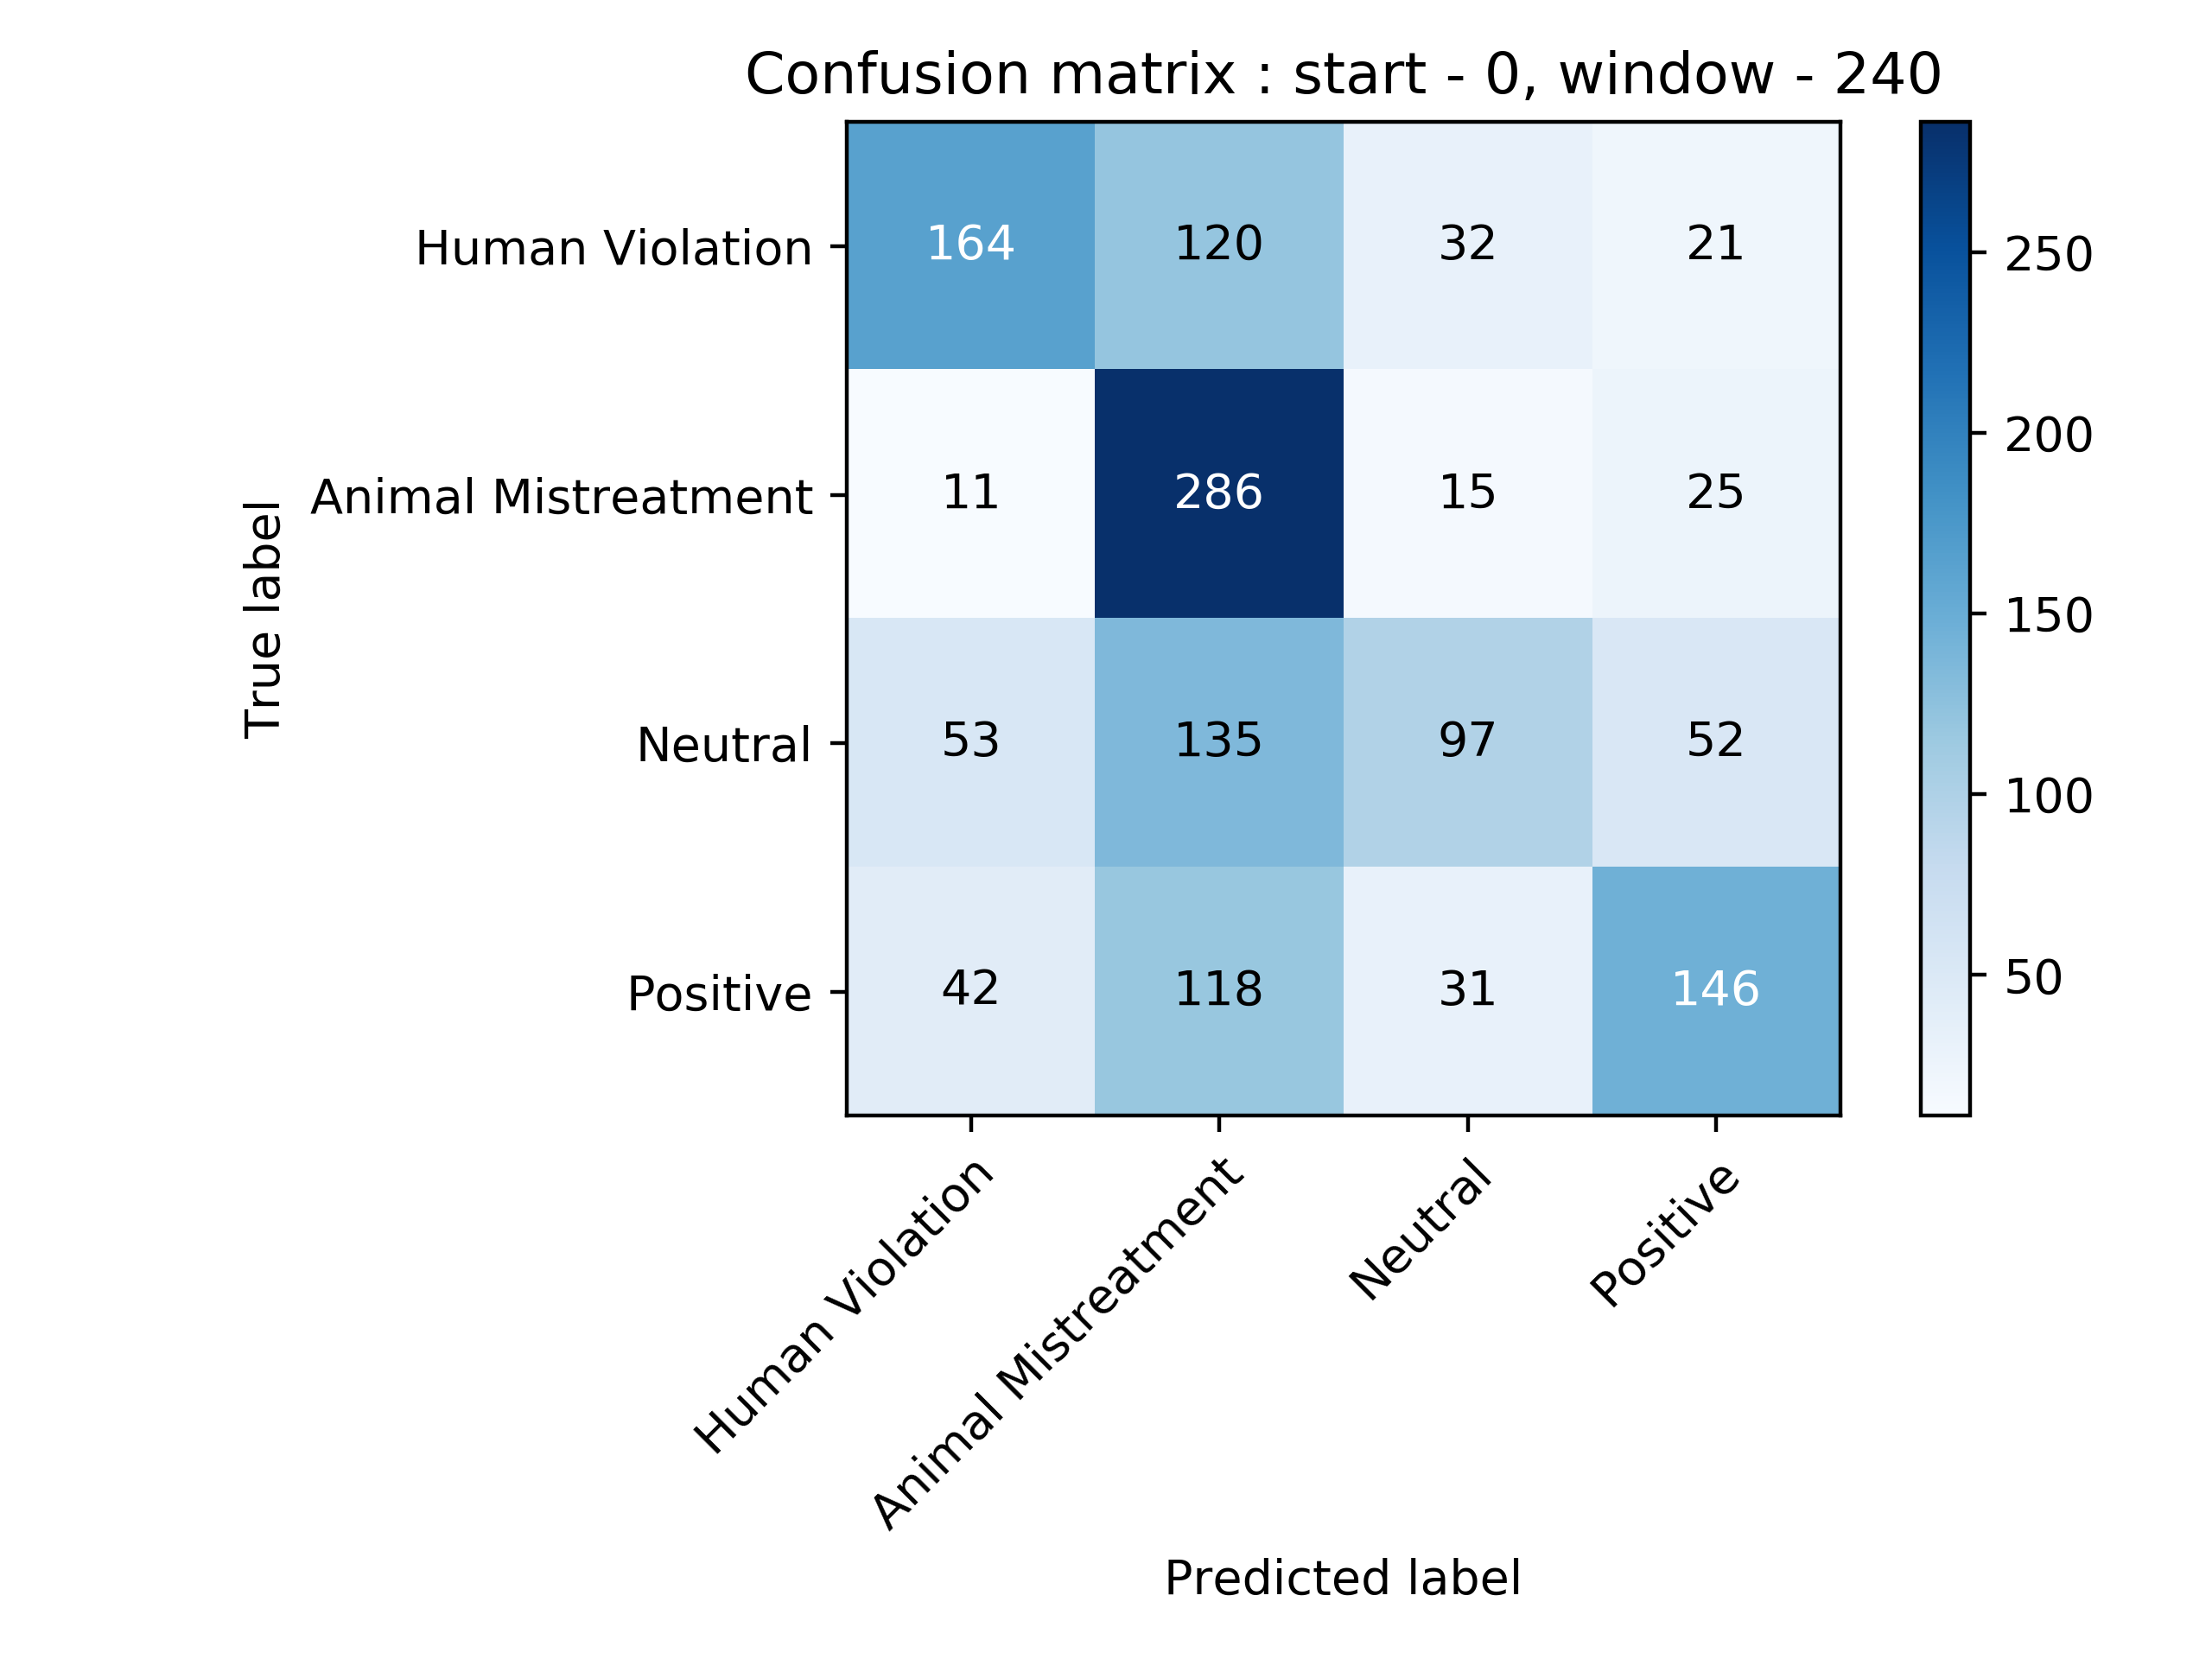 Confusion matrix : start - 0, window - 240
Human Violation 164 120 32 21
Animal Mistreatment 11 286 15 25
Neutral 53 135 97 52
Positive 42 118 31 146
True label
Human Violation
Animal Mistreatment
Neutral
Positive
Predicted label
250
200
150
100
50